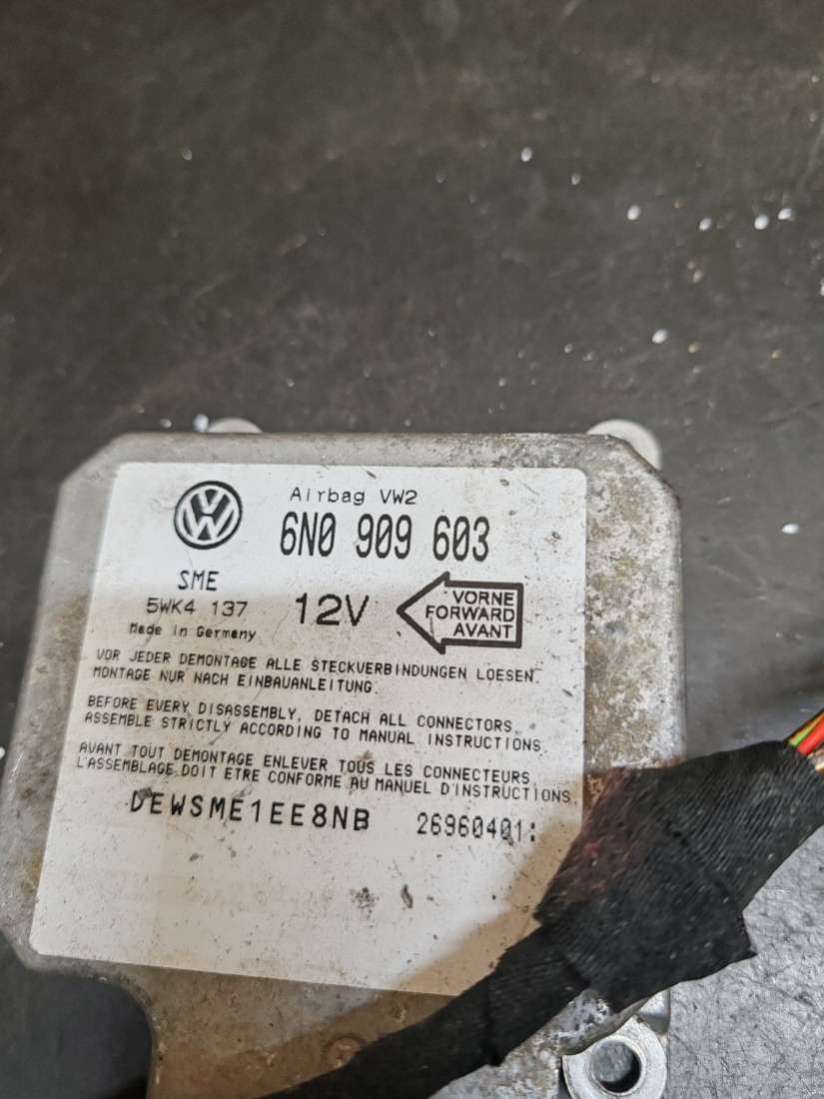 Airbag VW2
6N0 909 603
SME
5WK4 137
Made in Germany
12V
VORNE
FORWARD
AVANT
VOR JEDER DEMONTAGE ALLE STECKVERBINDUNGEN LOESEN.
MONTAGE NUR NACH EINBAUANLEITUNG.
BEFORE EVERY DISASSEMBLY, DETACH ALL CONNECTORS.
ASSEMBLE STRICTLY ACCORDING TO MANUAL INSTRUCTIONS.
AVANT TOUT DEMONTAGE ENLEVER TOUS LES CONNECTEURS.
L'ASSEMBLAGE DOIT ETRE CONFORME AU MANUEL D'INSTRUCTIONS.
DEWSME1EE8NB 26960401: